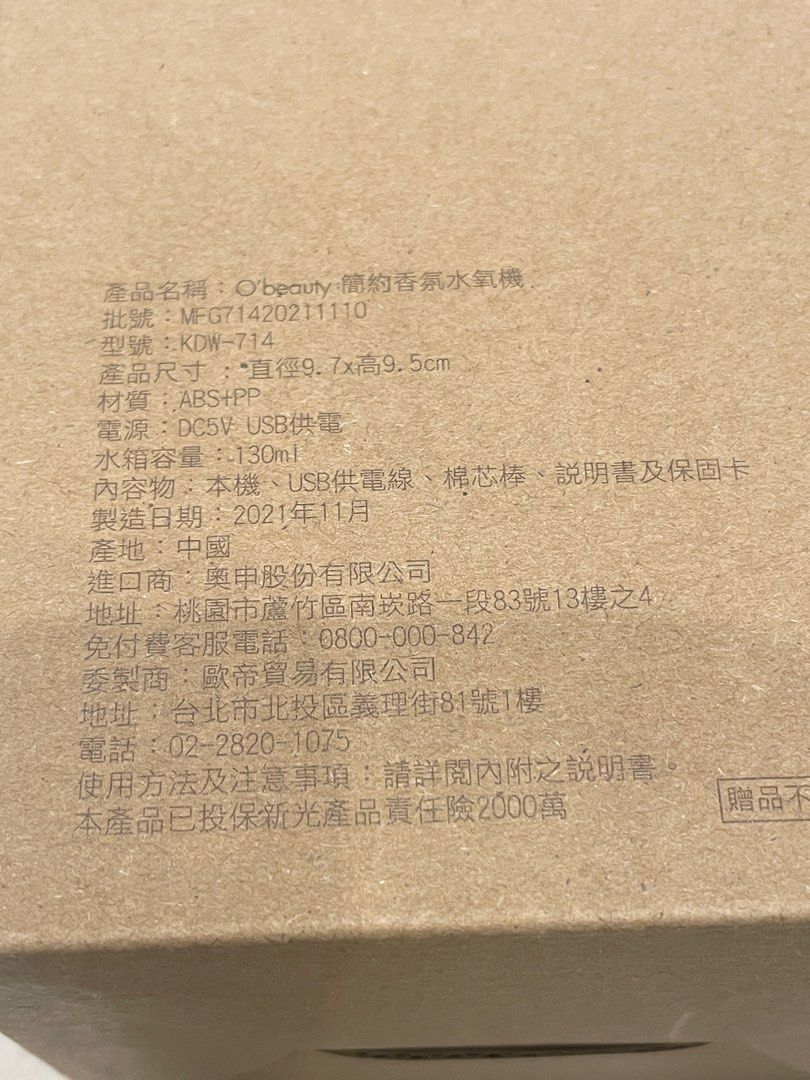 產品名稱：O'beauty 簡約香氛水氧機
批號：MFG71420211110
型號：KDW-714
產品尺寸：直徑9.7x高9.5cm
材質：ABS+PP
電源：DC5V USB供電
水箱容量：130ml
內容物：本機、USB供電線、棉芯棒、説明書及保固卡
製造日期：2021年11月
產地：中國
進口商：奧申股份有限公司
地址：桃園市蘆竹區南崁路一段83號13樓之4
免付費客服電話：0800-000-842
委製商：歐帝貿易有限公司
地址：台北市北投區義理街81號1樓
電話：02-2820-1075
使用方法及注意事項：請詳閱內附之説明書。
本產品已投保新光產品責任險2000萬
贈品不